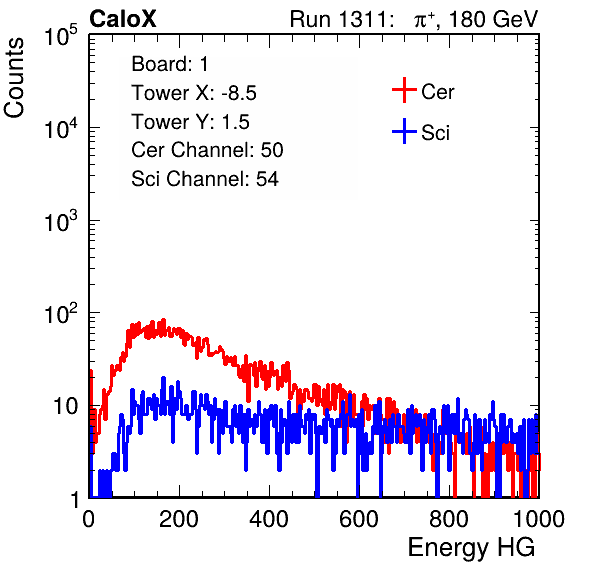 CaloX Run 1311: π⁺, 180 GeV
Counts
10⁵
10⁴
10³
10²
10
1
Board: 1
Tower X: -8.5
Tower Y: 1.5
Cer Channel: 50
Sci Channel: 54
Cer
Sci
0 200 400 600 800 1000
Energy HG